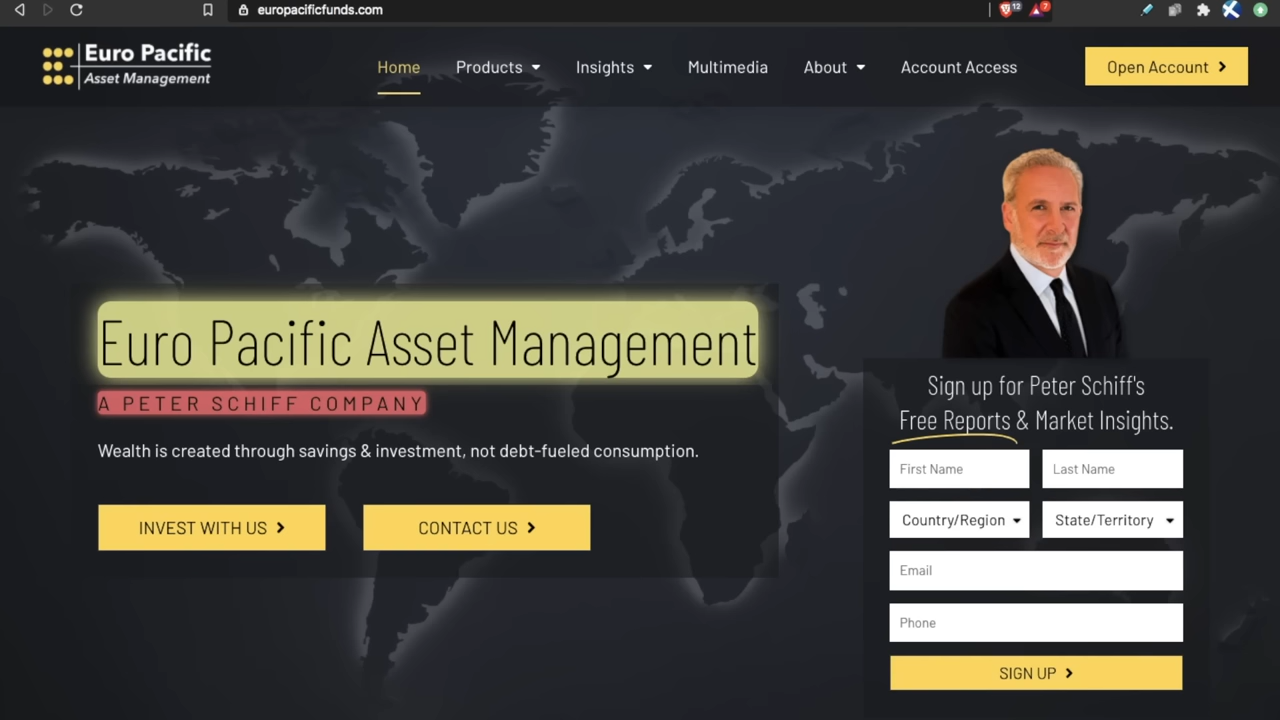 europacificfunds.com
12
7
Euro Pacific
Asset Management
Home
Products
Insights
Multimedia
About
Account Access
Open Account
Euro Pacific Asset Management
A PETER SCHIFF COMPANY
Wealth is created through savings & investment, not debt-fueled consumption.
INVEST WITH US
CONTACT US
Sign up for Peter Schiff's
Free Reports & Market Insights.
First Name
Last Name
Country/Region
State/Territory
Email
Phone
SIGN UP